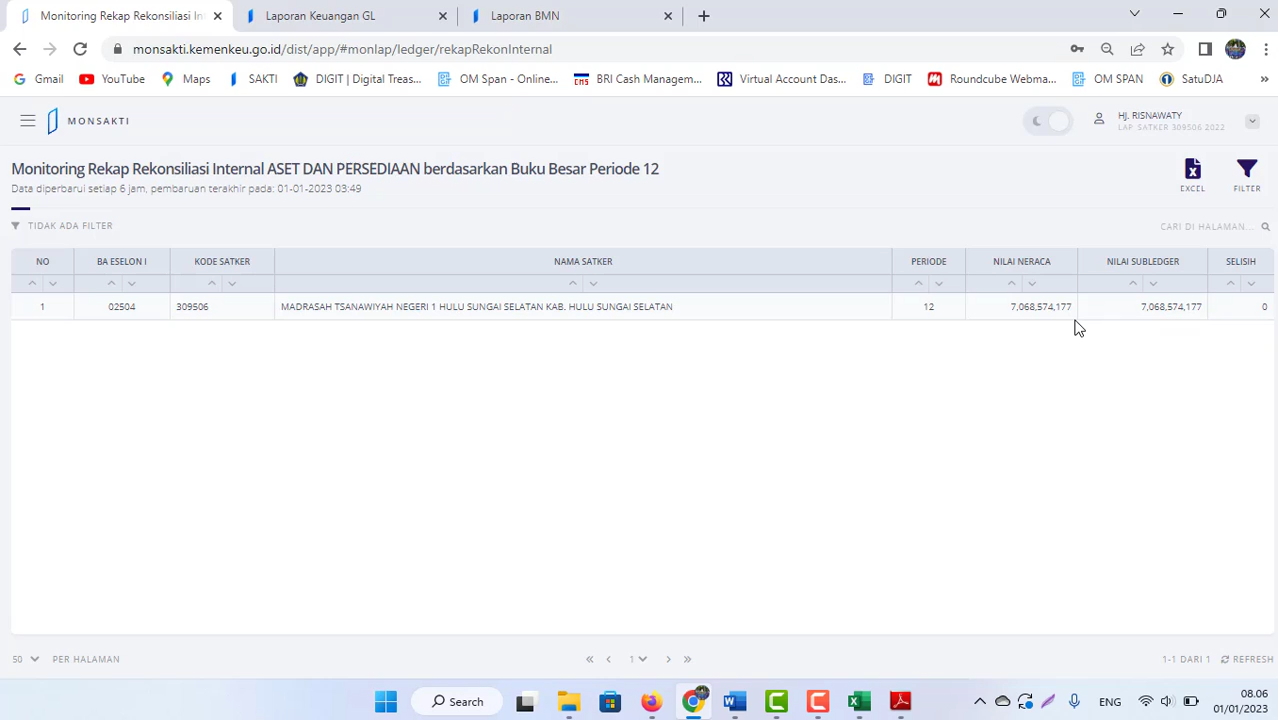 Monitoring Rekap Rekonsiliasi In
Laporan Keuangan GL
Laporan BMN
monsakti.kemenkeu.go.id/dist/app/#monlap/ledger/rekapRekonInternal
Gmail
YouTube
Maps
SAKTI
DIGIT | Digital Treas...
OM Span - Online...
CMS
BRI Cash Managem...
Virtual Account Das...
DIGIT
Roundcube Webma...
OM SPAN
SatuDJA
MONSAKTI
HJ. RISNAWATY
LAP. SATKER 309506 2022
Monitoring Rekap Rekonsiliasi Internal ASET DAN PERSEDIAAN berdasarkan Buku Besar Periode 12
Data diperbarui setiap 6 jam, pembaruan terakhir pada: 01-01-2023 03:49
EXCEL
FILTER
TIDAK ADA FILTER
CARI DI HALAMAN...
NO BA ESELON I KODE SATKER NAMA SATKER PERIODE NILAI NERACA NILAI SUBLEDGER SELISIH
1 02504 309506 MADRASAH TSANAWIYAH NEGERI 1 HULU SUNGAI SELATAN KAB. HULU SUNGAI SELATAN 12 7,068,574,177 7,068,574,177 0
50 PER HALAMAN
1
1-1 DARI 1
REFRESH
Search
ENG
08.06
01/01/2023